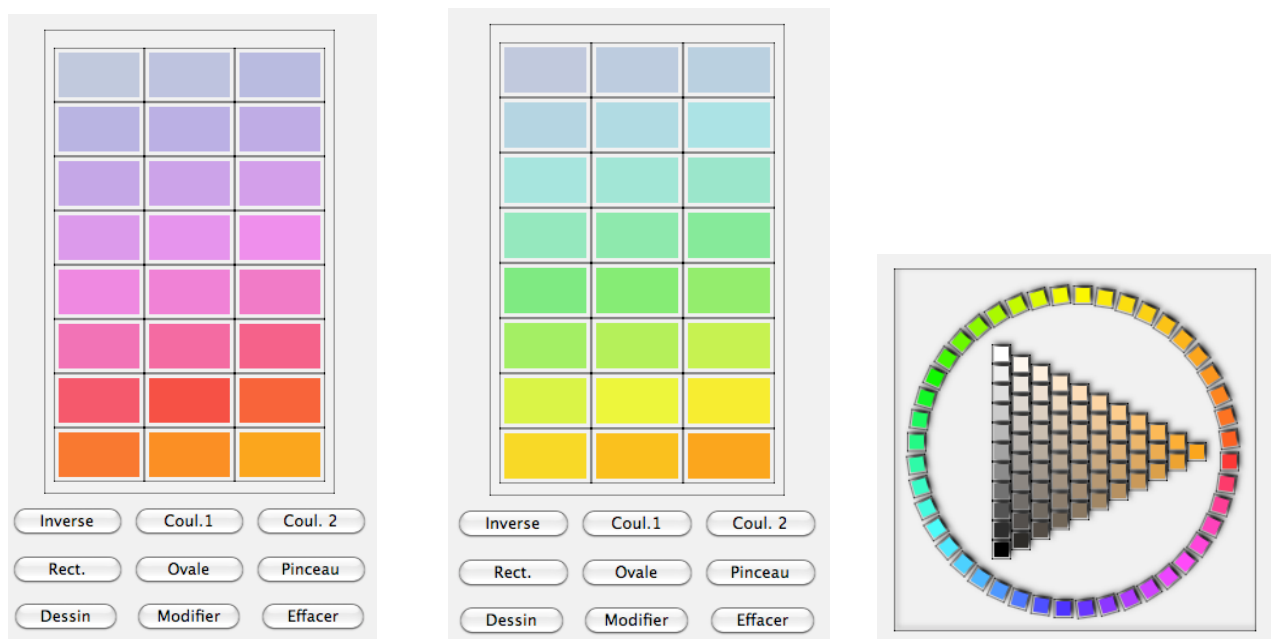 Inverse Coul.1 Coul. 2
Rect. Ovale Pinceau
Dessin Modifier Effacer
Inverse Coul.1 Coul. 2
Rect. Ovale Pinceau
Dessin Modifier Effacer